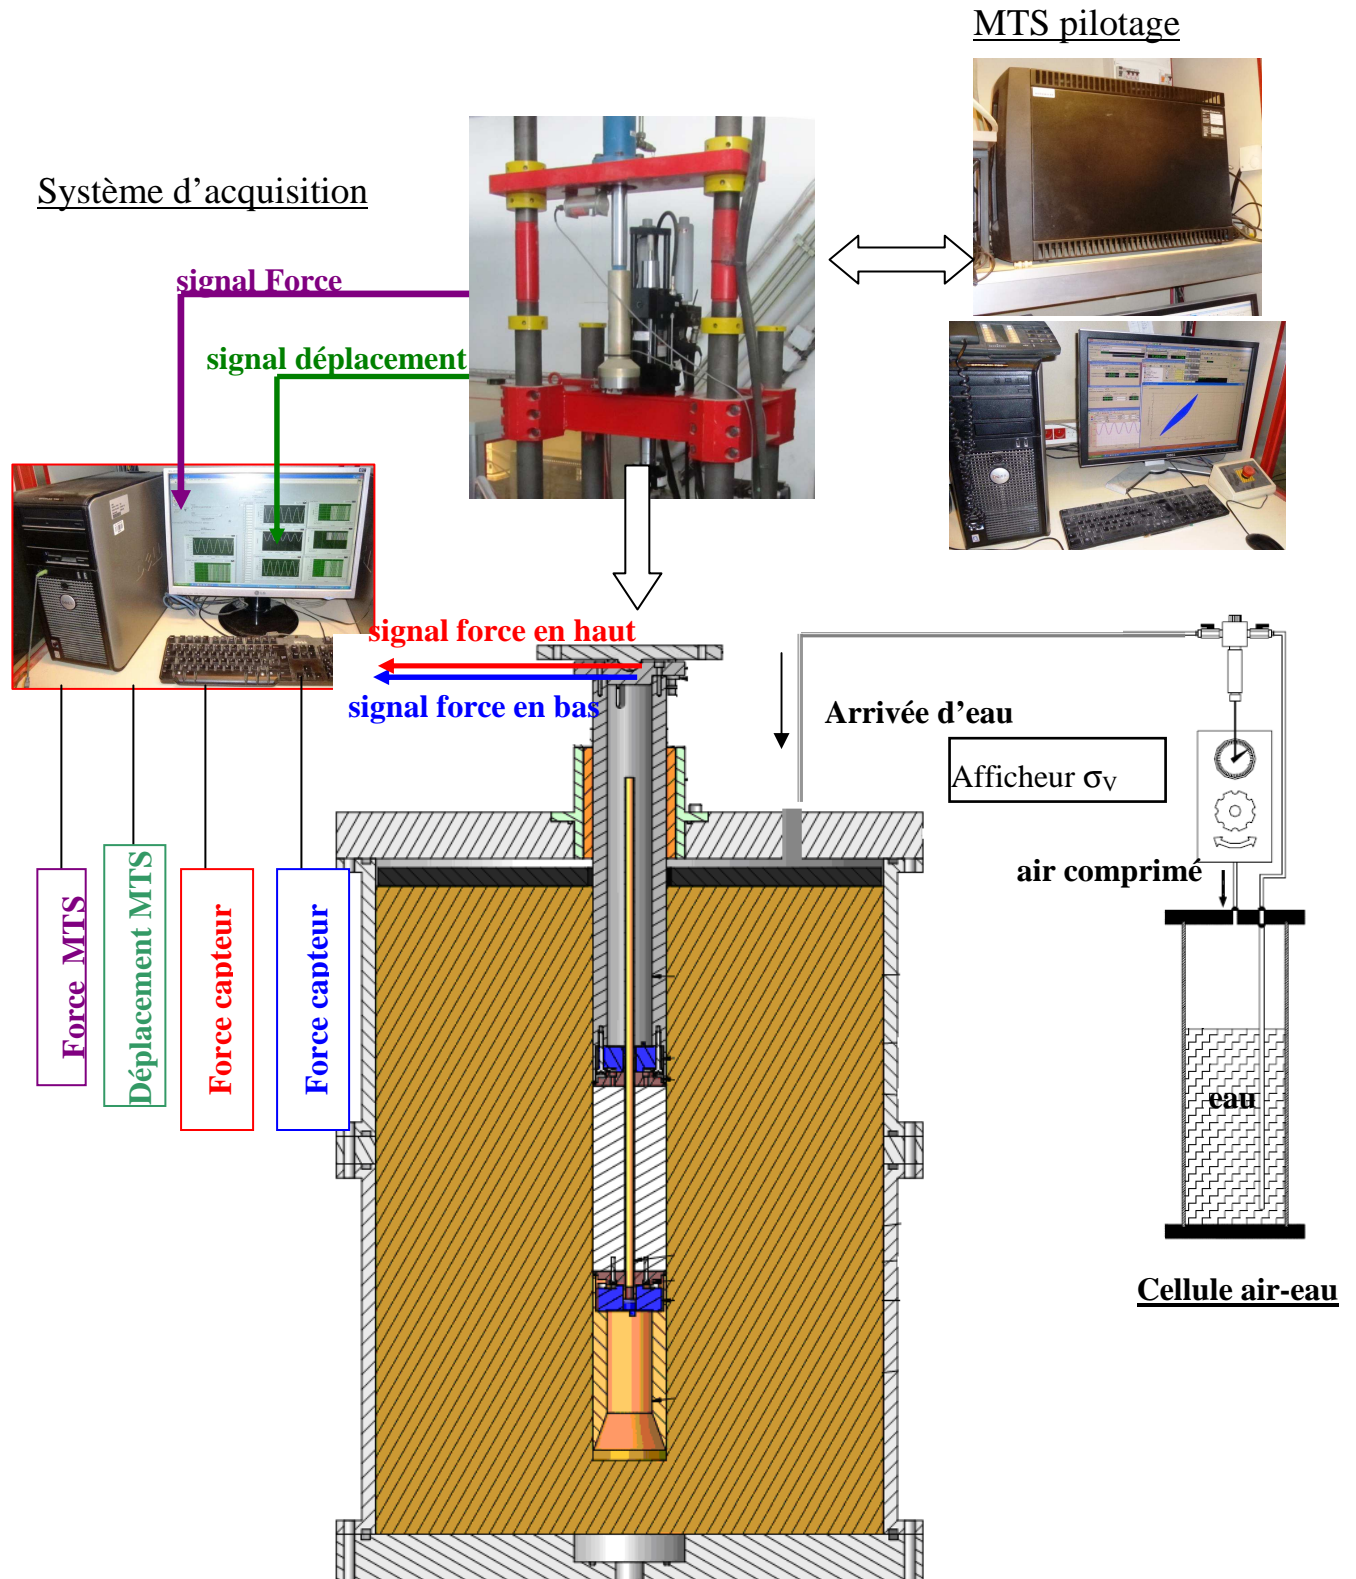 MTS pilotage
Système d’acquisition
signal Force
signal déplacement
signal force en haut
signal force en bas
Arrivée d’eau
Afficheur σV
air comprimé
Force MTS
Déplacement MTS
Force capteur
Force capteur
eau
Cellule air-eau